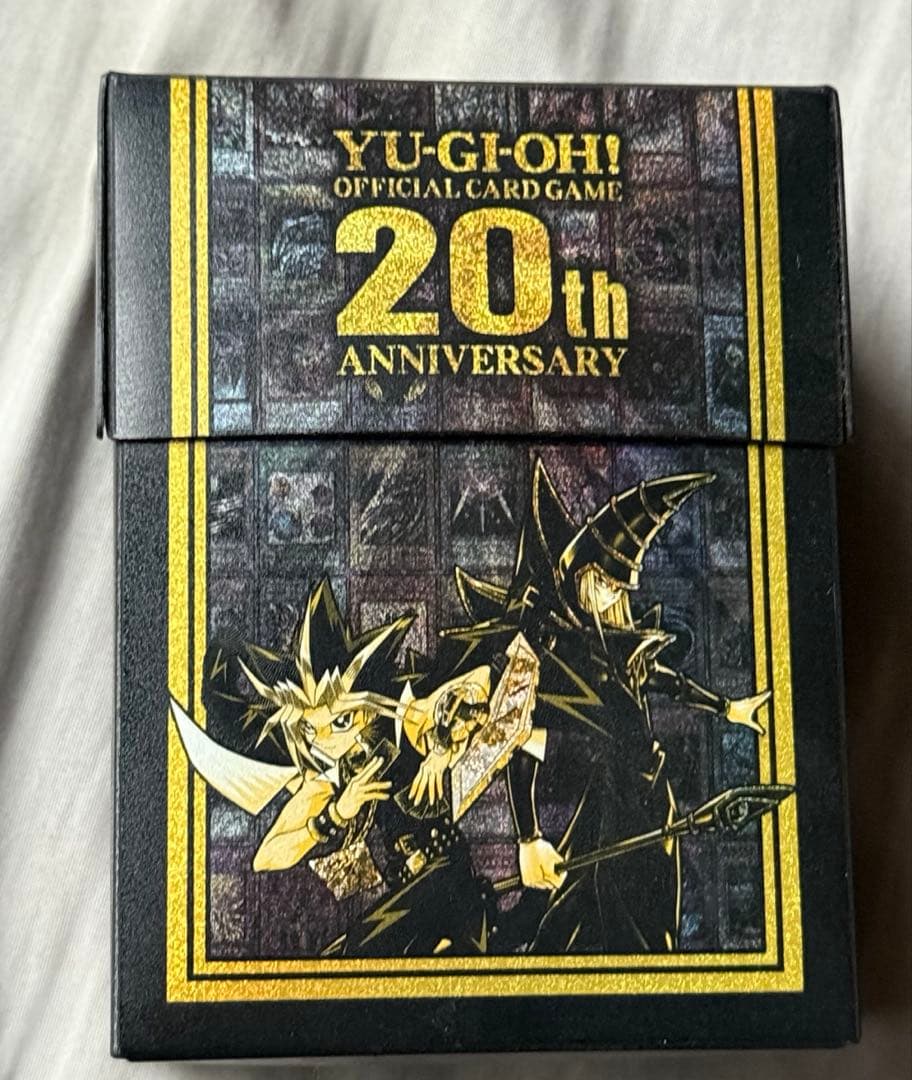 YU-GI-OH!
OFFICIAL CARD GAME
20th
ANNIVERSARY